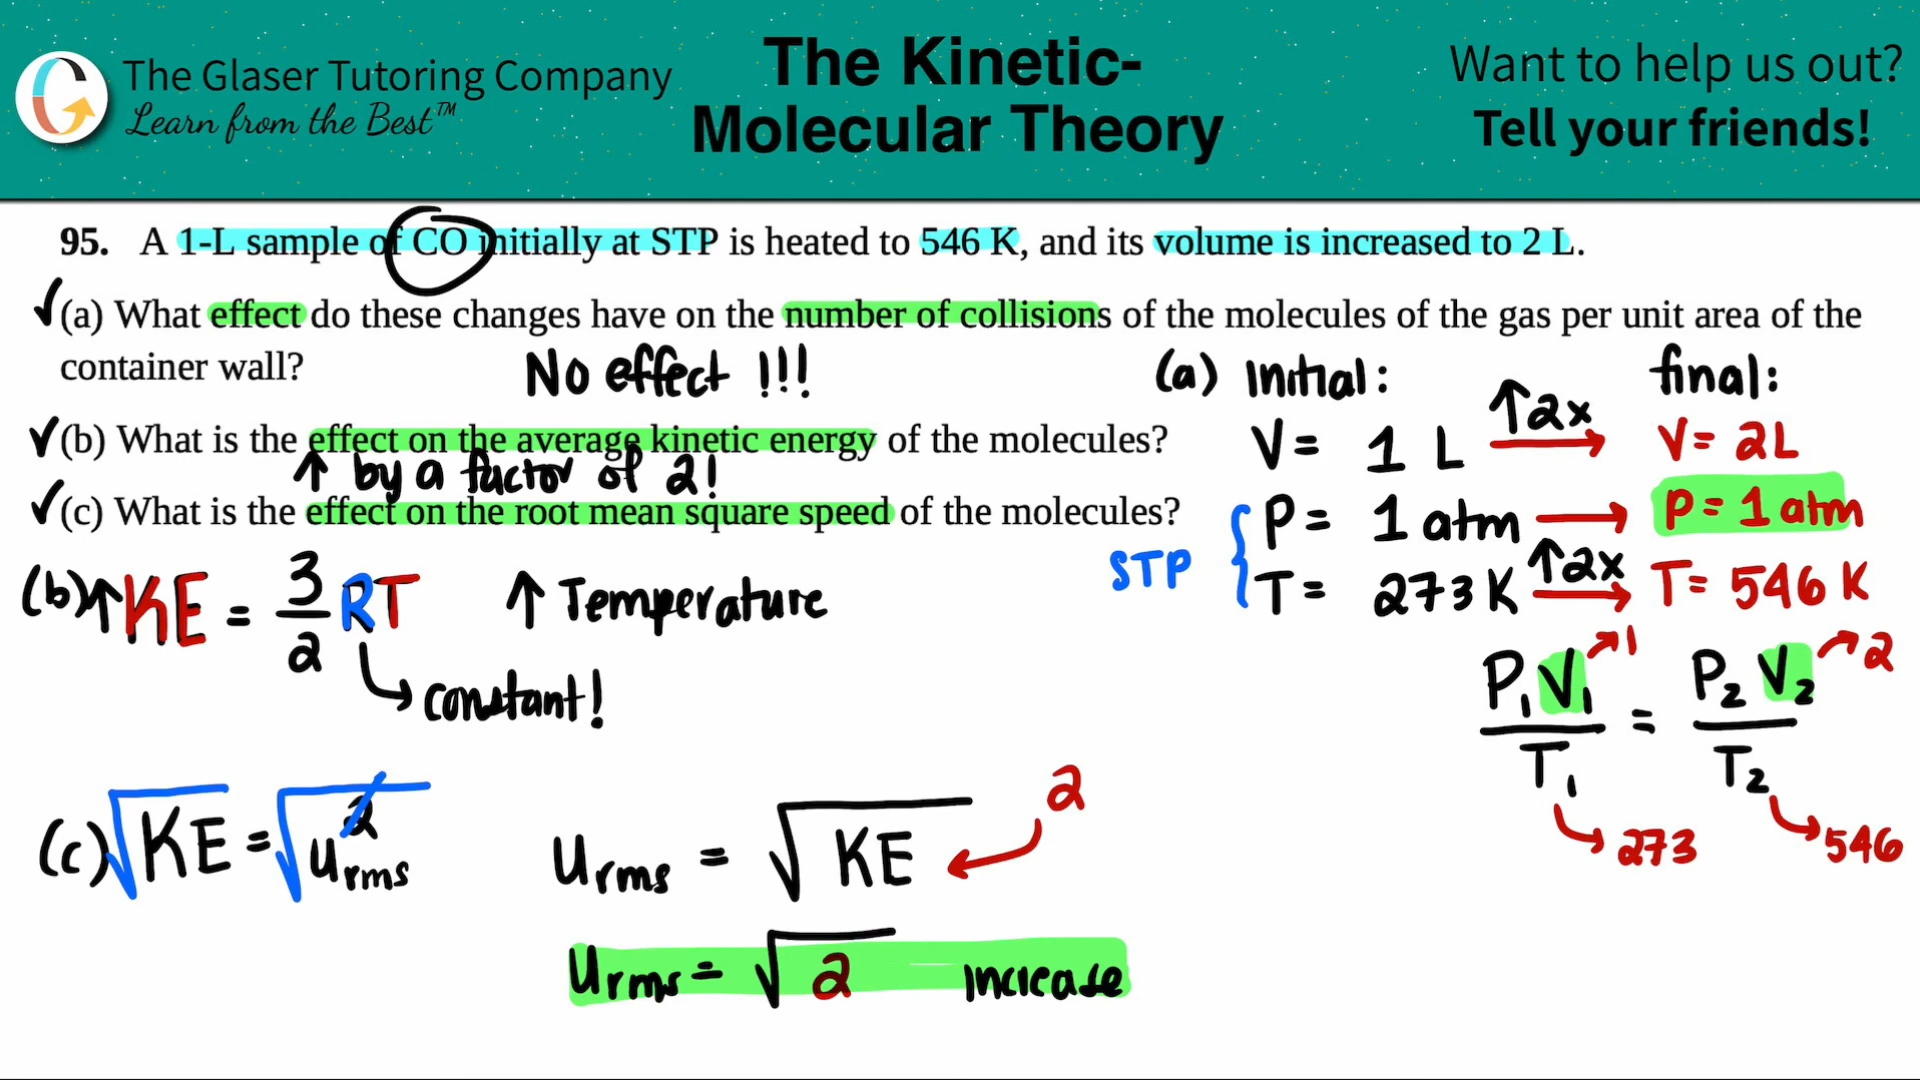 The Glaser Tutoring Company
Learn from the Best™
The Kinetic-
Molecular Theory
Want to help us out?
Tell your friends!
95. A 1-L sample of CO initially at STP is heated to 546 K, and its volume is increased to 2 L.
✓(a) What effect do these changes have on the number of collisions of the molecules of the gas per unit area of the
container wall?
No effect !!!
✓(b) What is the effect on the average kinetic energy of the molecules?
↑ by a factor of 2!
✓(c) What is the effect on the root mean square speed of the molecules?
(a) Initial: final:
V = 1 L ↑2x → V = 2L
P = 1 atm → P = 1 atm
STP
T = 273 K ↑2x → T = 546 K
P₁V₁ ↗1 = P₂V₂ ↗2
T₁ T₂
↳ 273 ↳ 546
(b) ↑KE = 3/2 RT ↑ Temperature
↳ constant!
(c) √KE = √u²rms
urms = √KE ← 2
urms = √2 increase